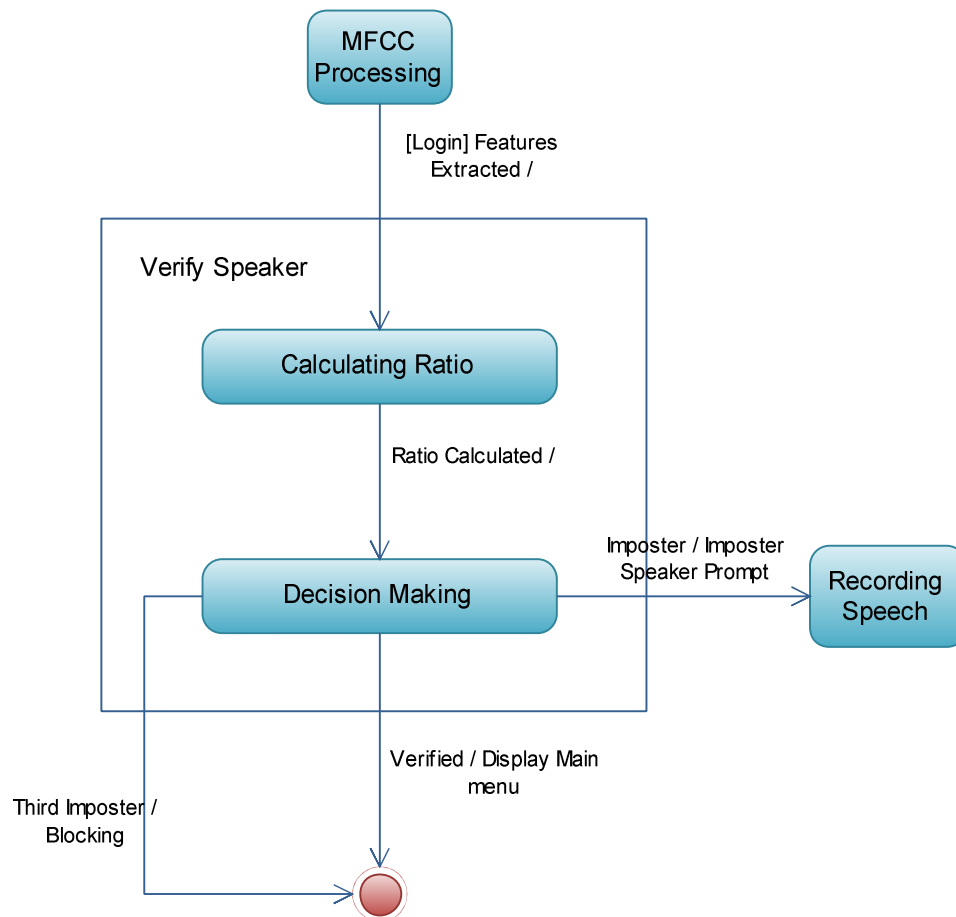 MFCC
Processing
[Login] Features
Extracted /
Verify Speaker
Calculating Ratio
Ratio Calculated /
Imposter / Imposter
Speaker Prompt
Decision Making
Recording
Speech
Verified / Display Main
menu
Third Imposter /
Blocking